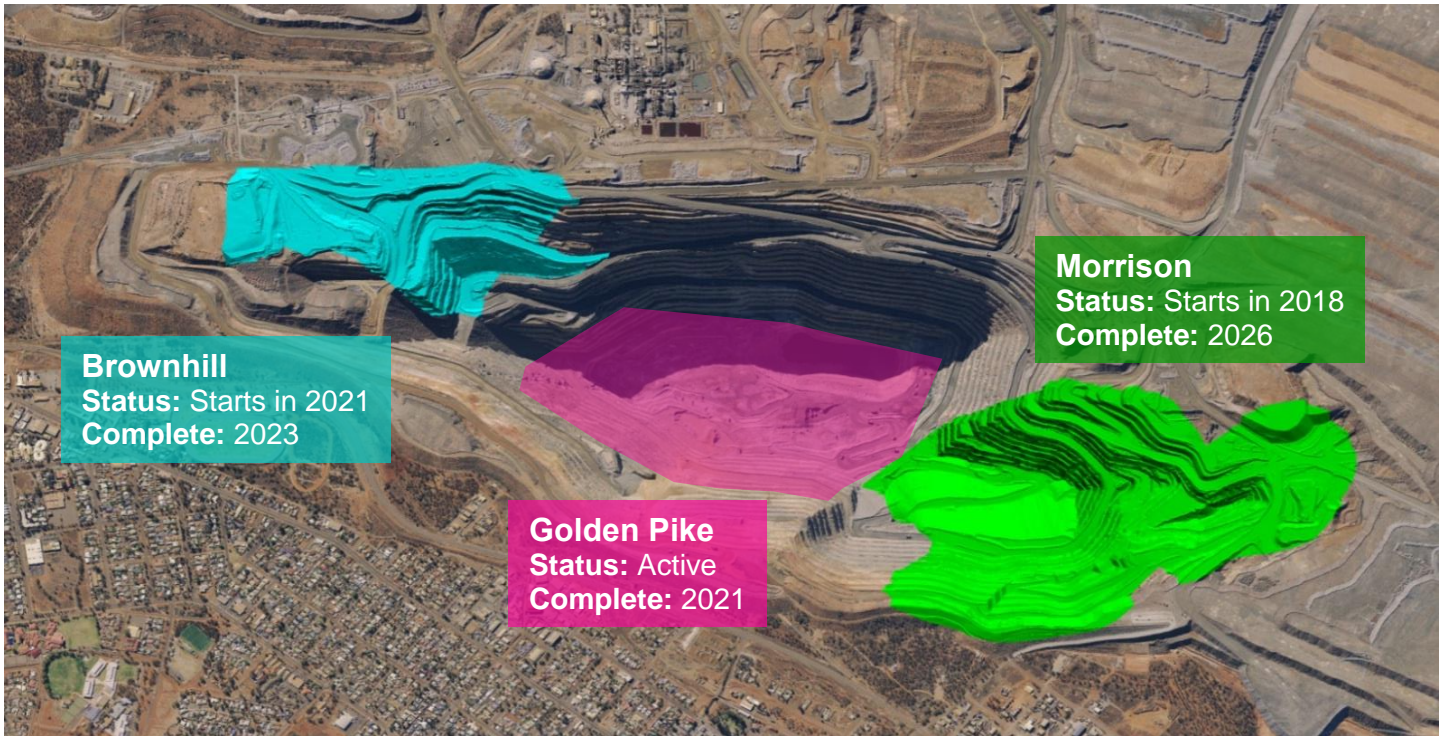 Morrison
Status: Starts in 2018
Complete: 2026
Brownhill
Status: Starts in 2021
Complete: 2023
Golden Pike
Status: Active
Complete: 2021